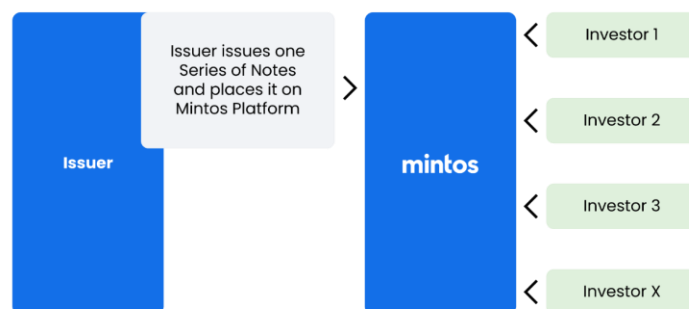 Issuer issues one
Series of Notes
and places it on
Mintos Platform
Issuer
mintos
Investor 1
Investor 2
Investor 3
Investor X